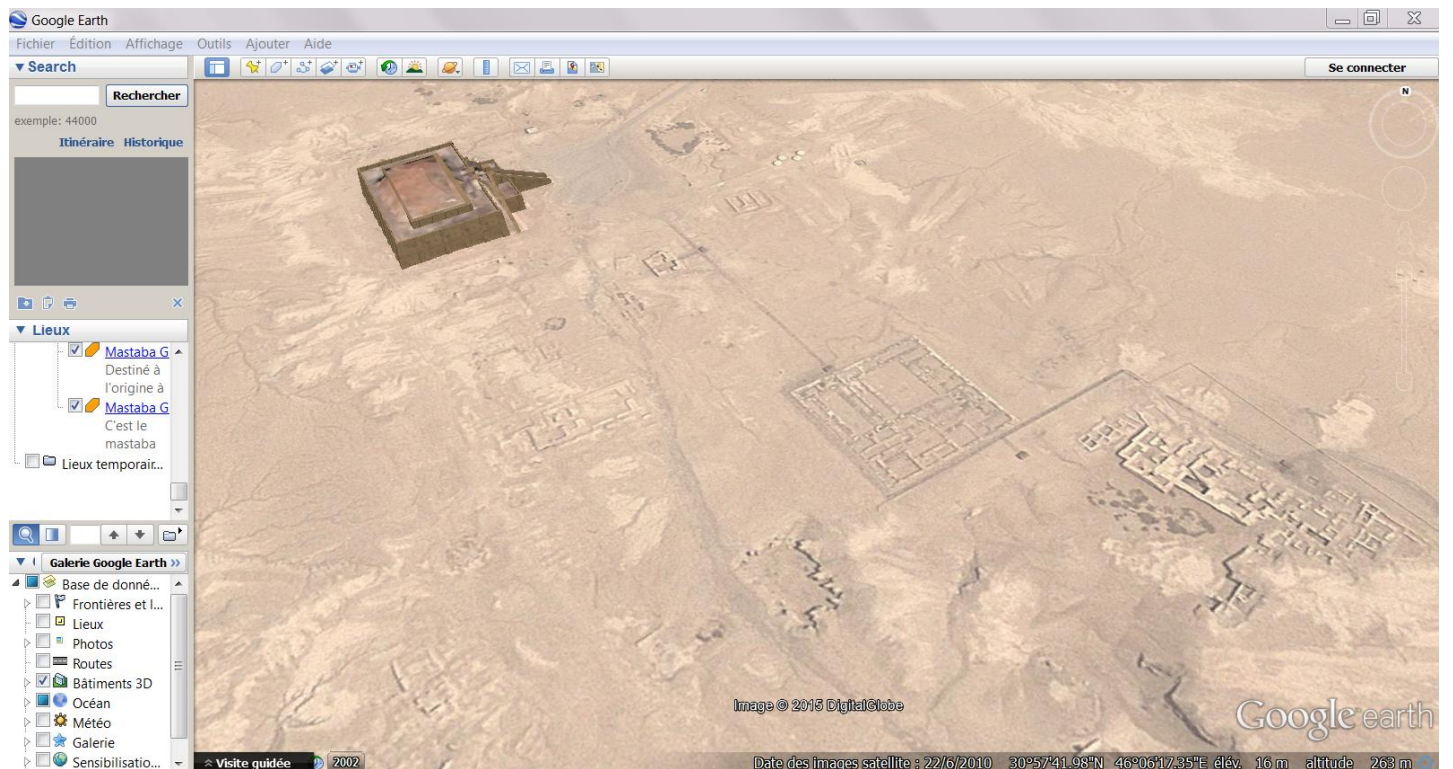 Google Earth
Fichier Édition Affichage Outils Ajouter Aide
Search
Se connecter
Rechercher
exemple: 44000
Itinéraire Historique
N
Lieux
Mastaba G
Destiné à
l'origine à
Mastaba G
C'est le
mastaba
Lieux temporair...
Galerie Google Earth »
Base de donné...
Frontières et l...
Lieux
Photos
Routes
Bâtiments 3D
Océan
Météo
Galerie
Sensibilisatio...
Image © 2015 DigitalGlobe
Google earth
Visite guidée
2002
Date des images satellite : 22/6/2010 30°57'41.98"N 46°06'17.35"E élév. 16 m altitude 263 m